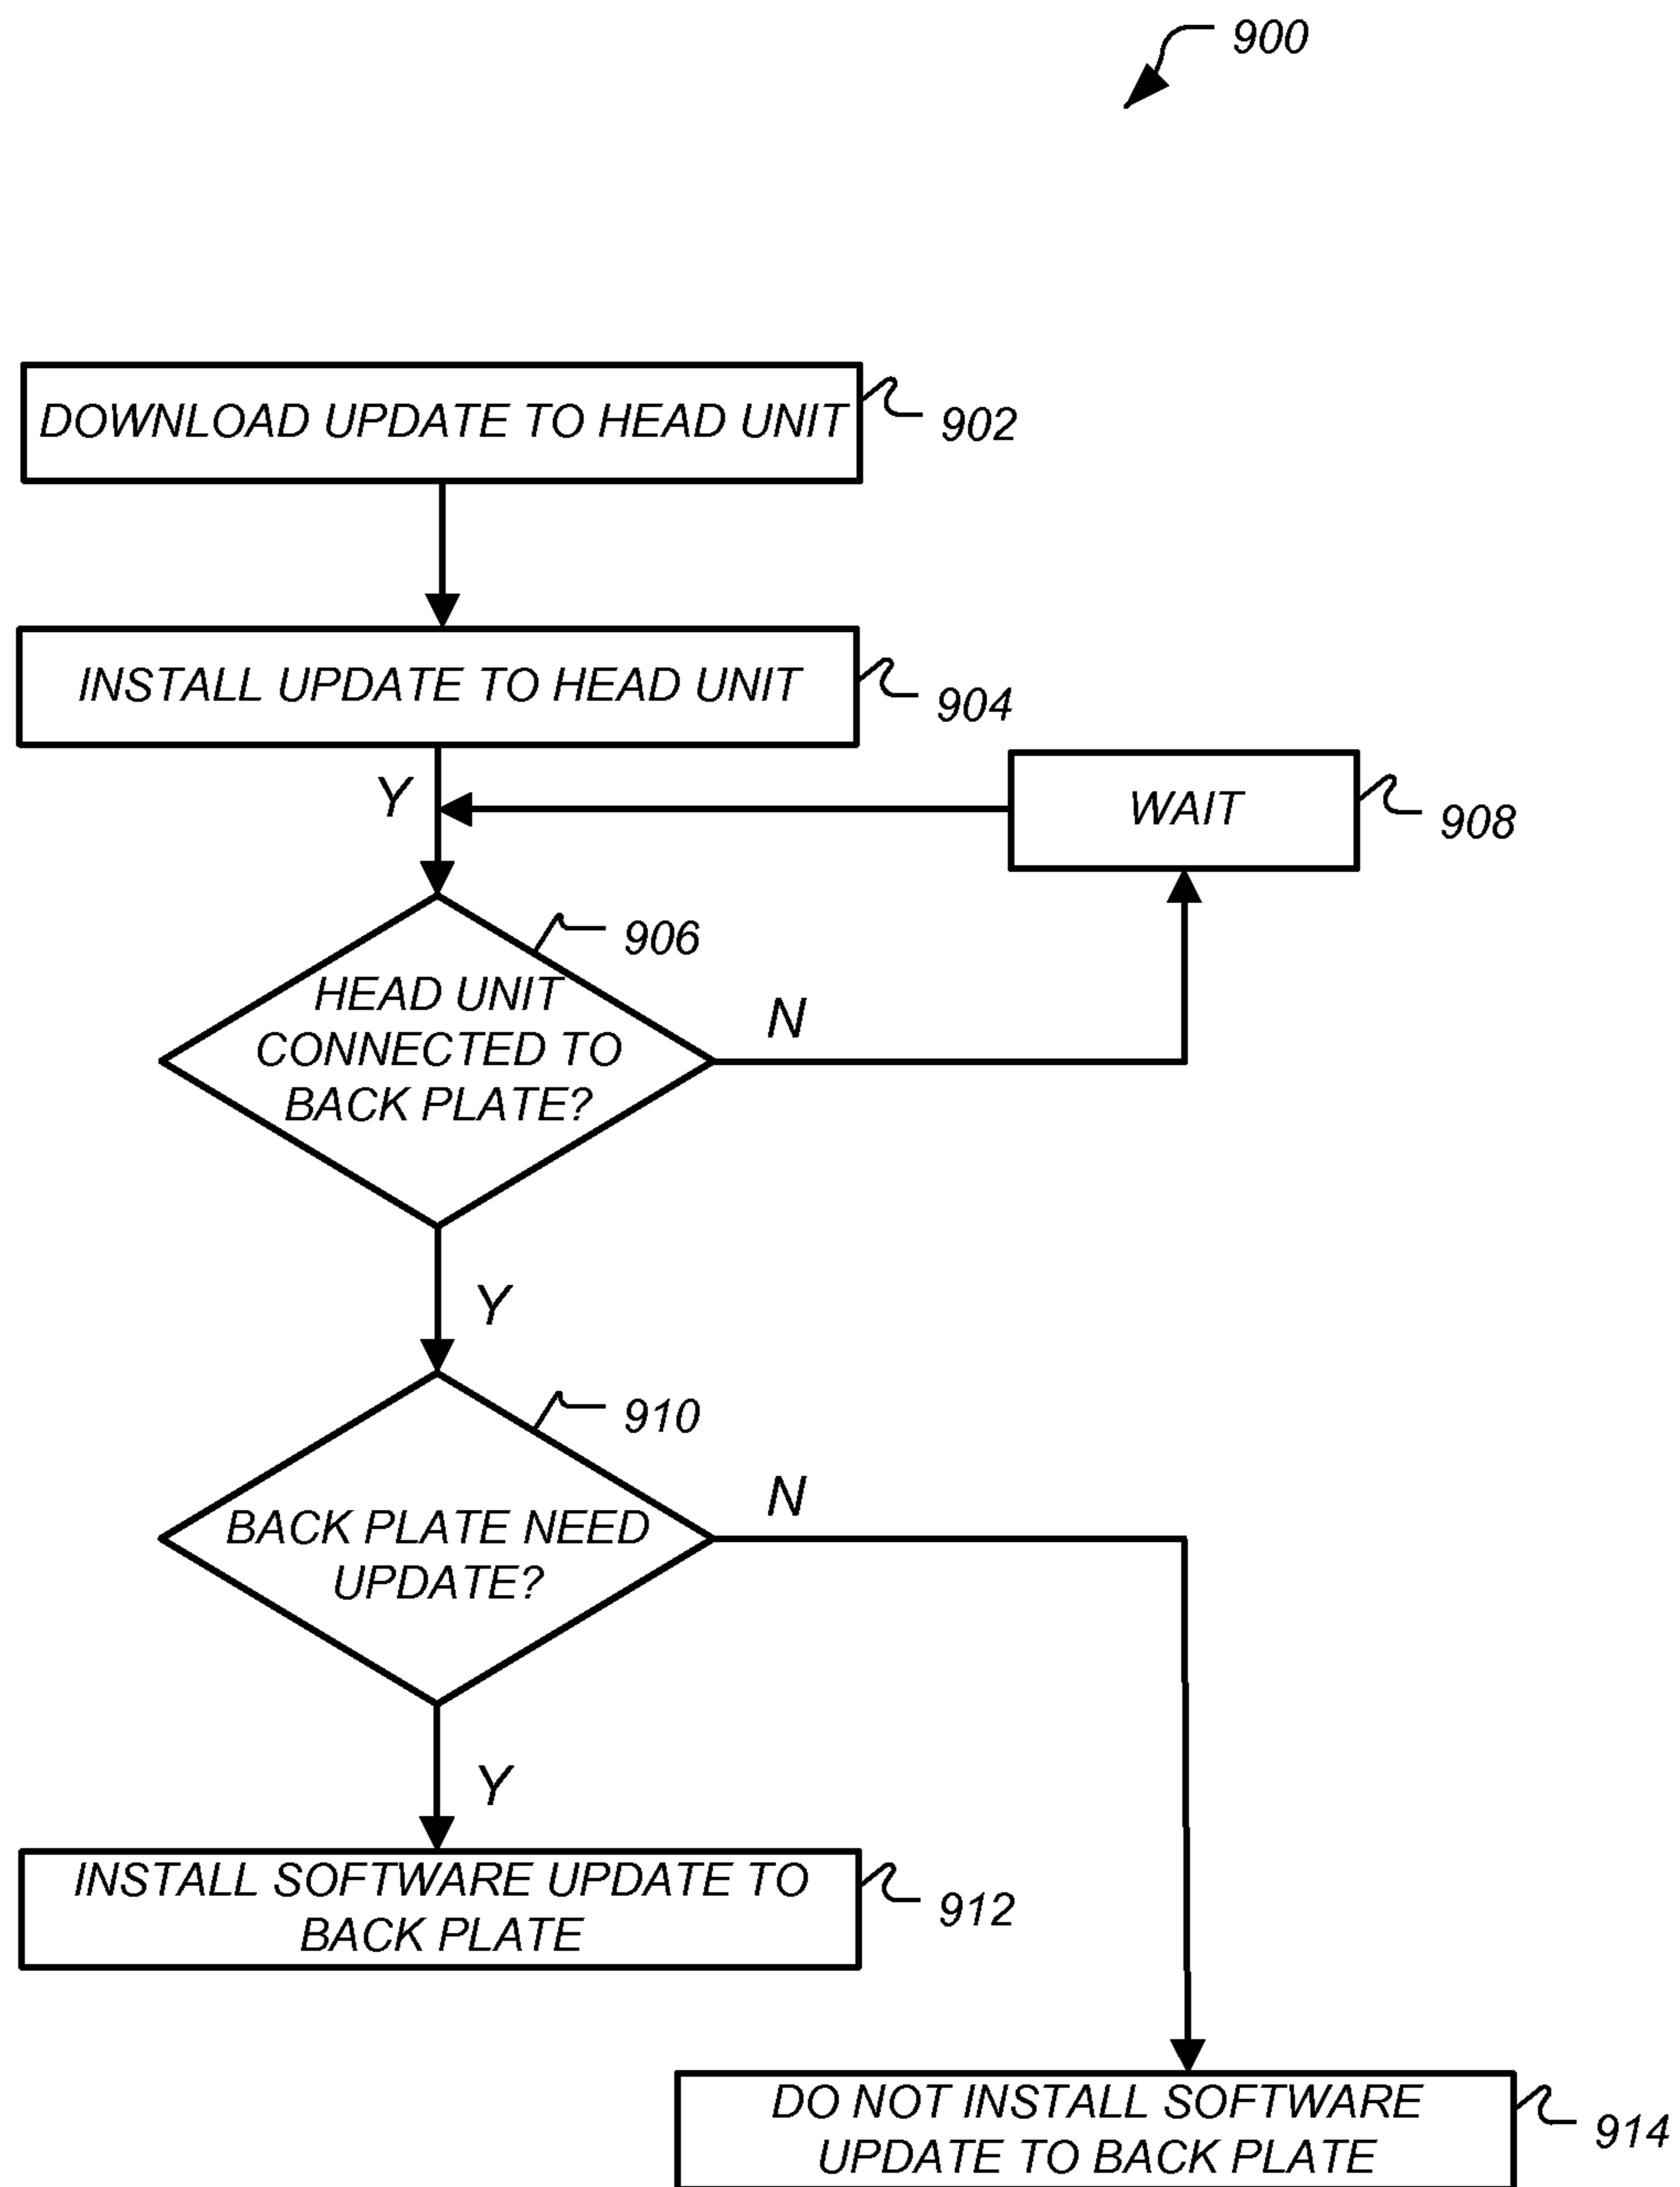 900
DOWNLOAD UPDATE TO HEAD UNIT
902
INSTALL UPDATE TO HEAD UNIT
904
Y
WAIT
908
906
HEAD UNIT
CONNECTED TO
BACK PLATE?
N
Y
910
BACK PLATE NEED
UPDATE?
N
Y
INSTALL SOFTWARE UPDATE TO
BACK PLATE
912
DO NOT INSTALL SOFTWARE
UPDATE TO BACK PLATE
914